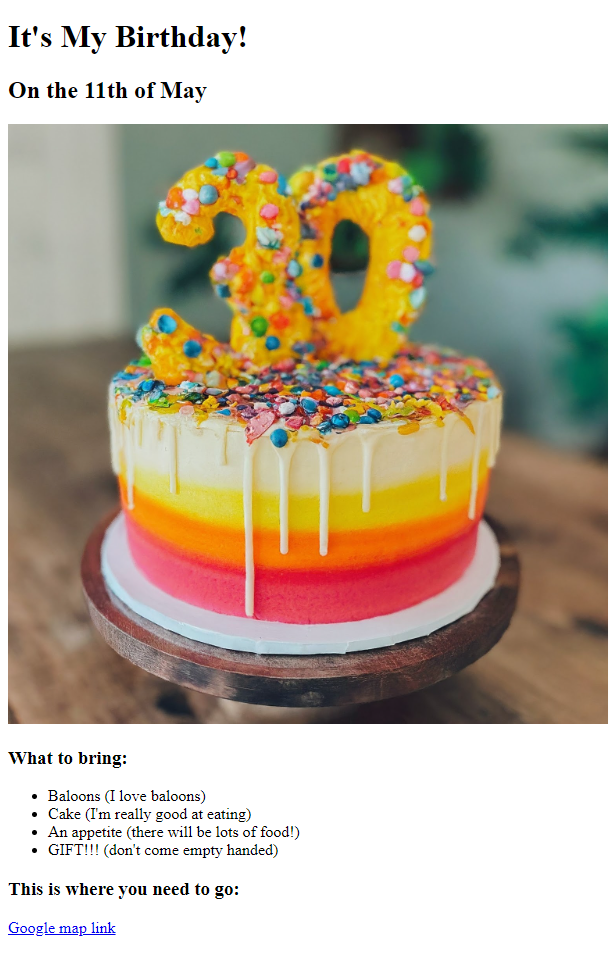 It's My Birthday!
On the 11th of May
30
What to bring:
Baloons (I love baloons)
Cake (I'm really good at eating)
An appetite (there will be lots of food!)
GIFT!!! (don't come empty handed)
This is where you need to go:
Google map link